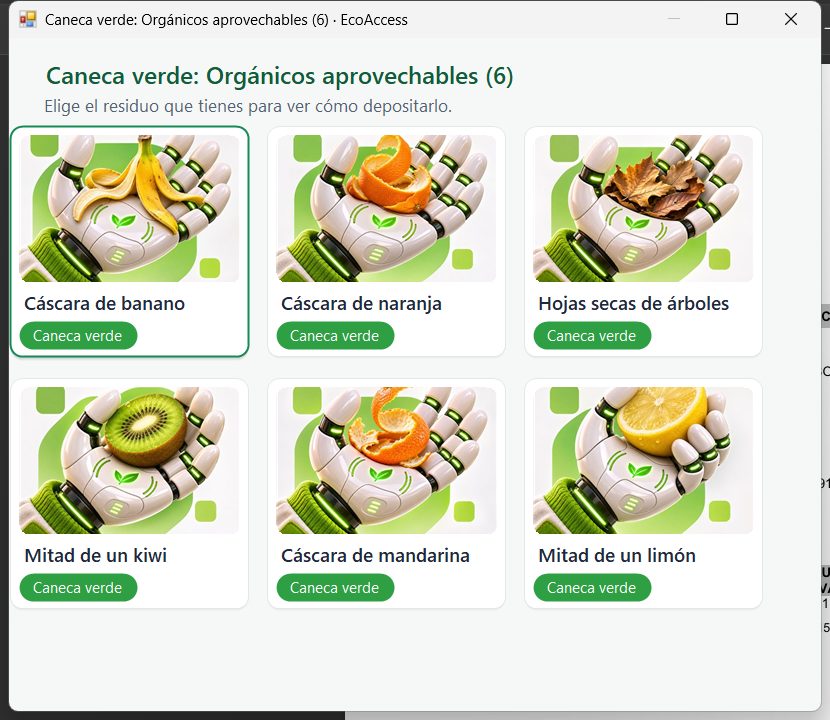 Caneca verde: Orgánicos aprovechables (6) · EcoAccess
Caneca verde: Orgánicos aprovechables (6)
Elige el residuo que tienes para ver cómo depositarlo.
Cáscara de banano
Caneca verde
Cáscara de naranja
Caneca verde
Hojas secas de árboles
Caneca verde
Mitad de un kiwi
Caneca verde
Cáscara de mandarina
Caneca verde
Mitad de un limón
Caneca verde